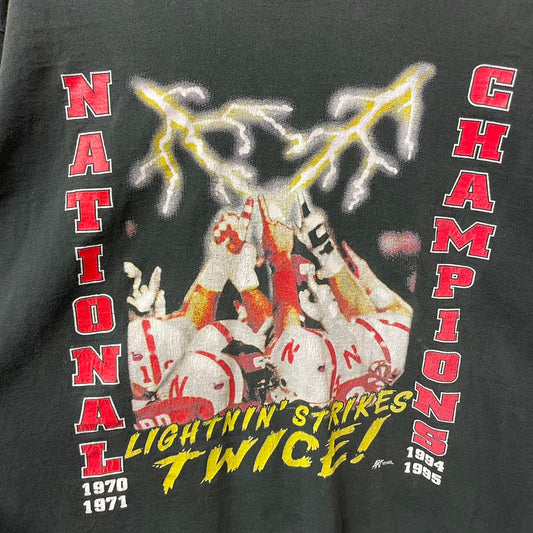 NATIONAL
CHAMPIONS
LIGHTNIN' STRIKES
TWICE!
1970
1971
1994
1995
N
N
N